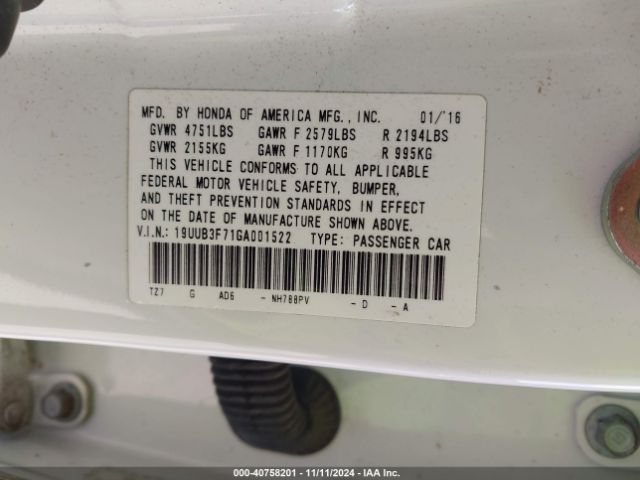 MFD. BY HONDA OF AMERICA MFG., INC. 01/'16
GVWR 4751LBS GAWR F 2579LBS R 2194LBS
GVWR 2155KG GAWR F 1170KG R 995KG
THIS VEHICLE CONFORMS TO ALL APPLICABLE
FEDERAL MOTOR VEHICLE SAFETY, BUMPER,
AND THEFT PREVENTION STANDARDS IN EFFECT
ON THE DATE OF MANUFACTURE SHOWN ABOVE.
V.I.N.: 19UUB3F71GA001522 TYPE: PASSENGER CAR
TZ7 G AD6 - NH788PV - D - A
000-40758201 - 11/11/2024 - IAA Inc.